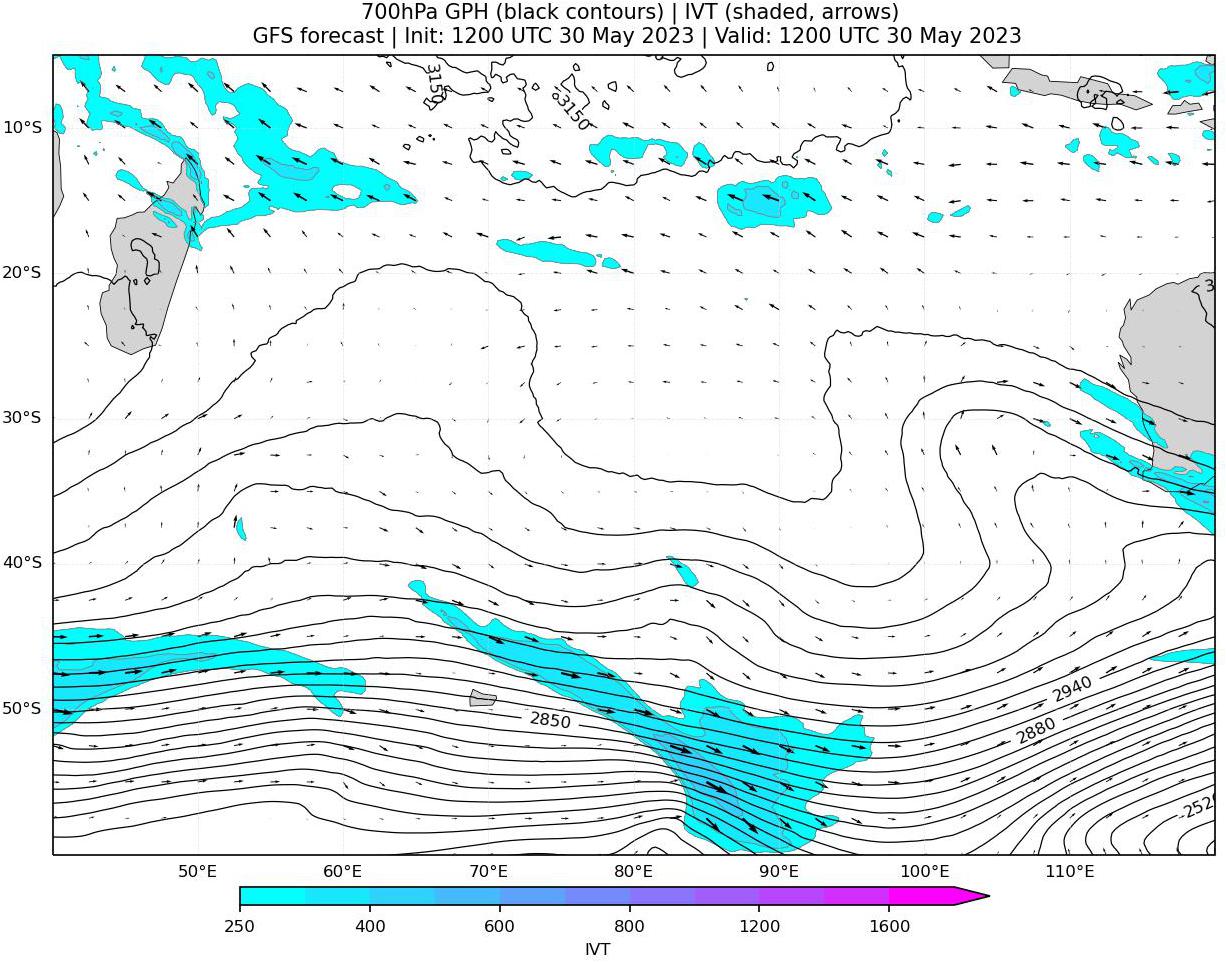 700hPa GPH (black contours) | IVT (shaded, arrows)
GFS forecast | Init: 1200 UTC 30 May 2023 | Valid: 1200 UTC 30 May 2023
3150
3150
10°S
20°S
30°S
40°S
50°S
2940
2850
2880
50°E
60°E
70°E
80°E
90°E
100°E
110°E
250
400
600
800
1200
1600
IVT